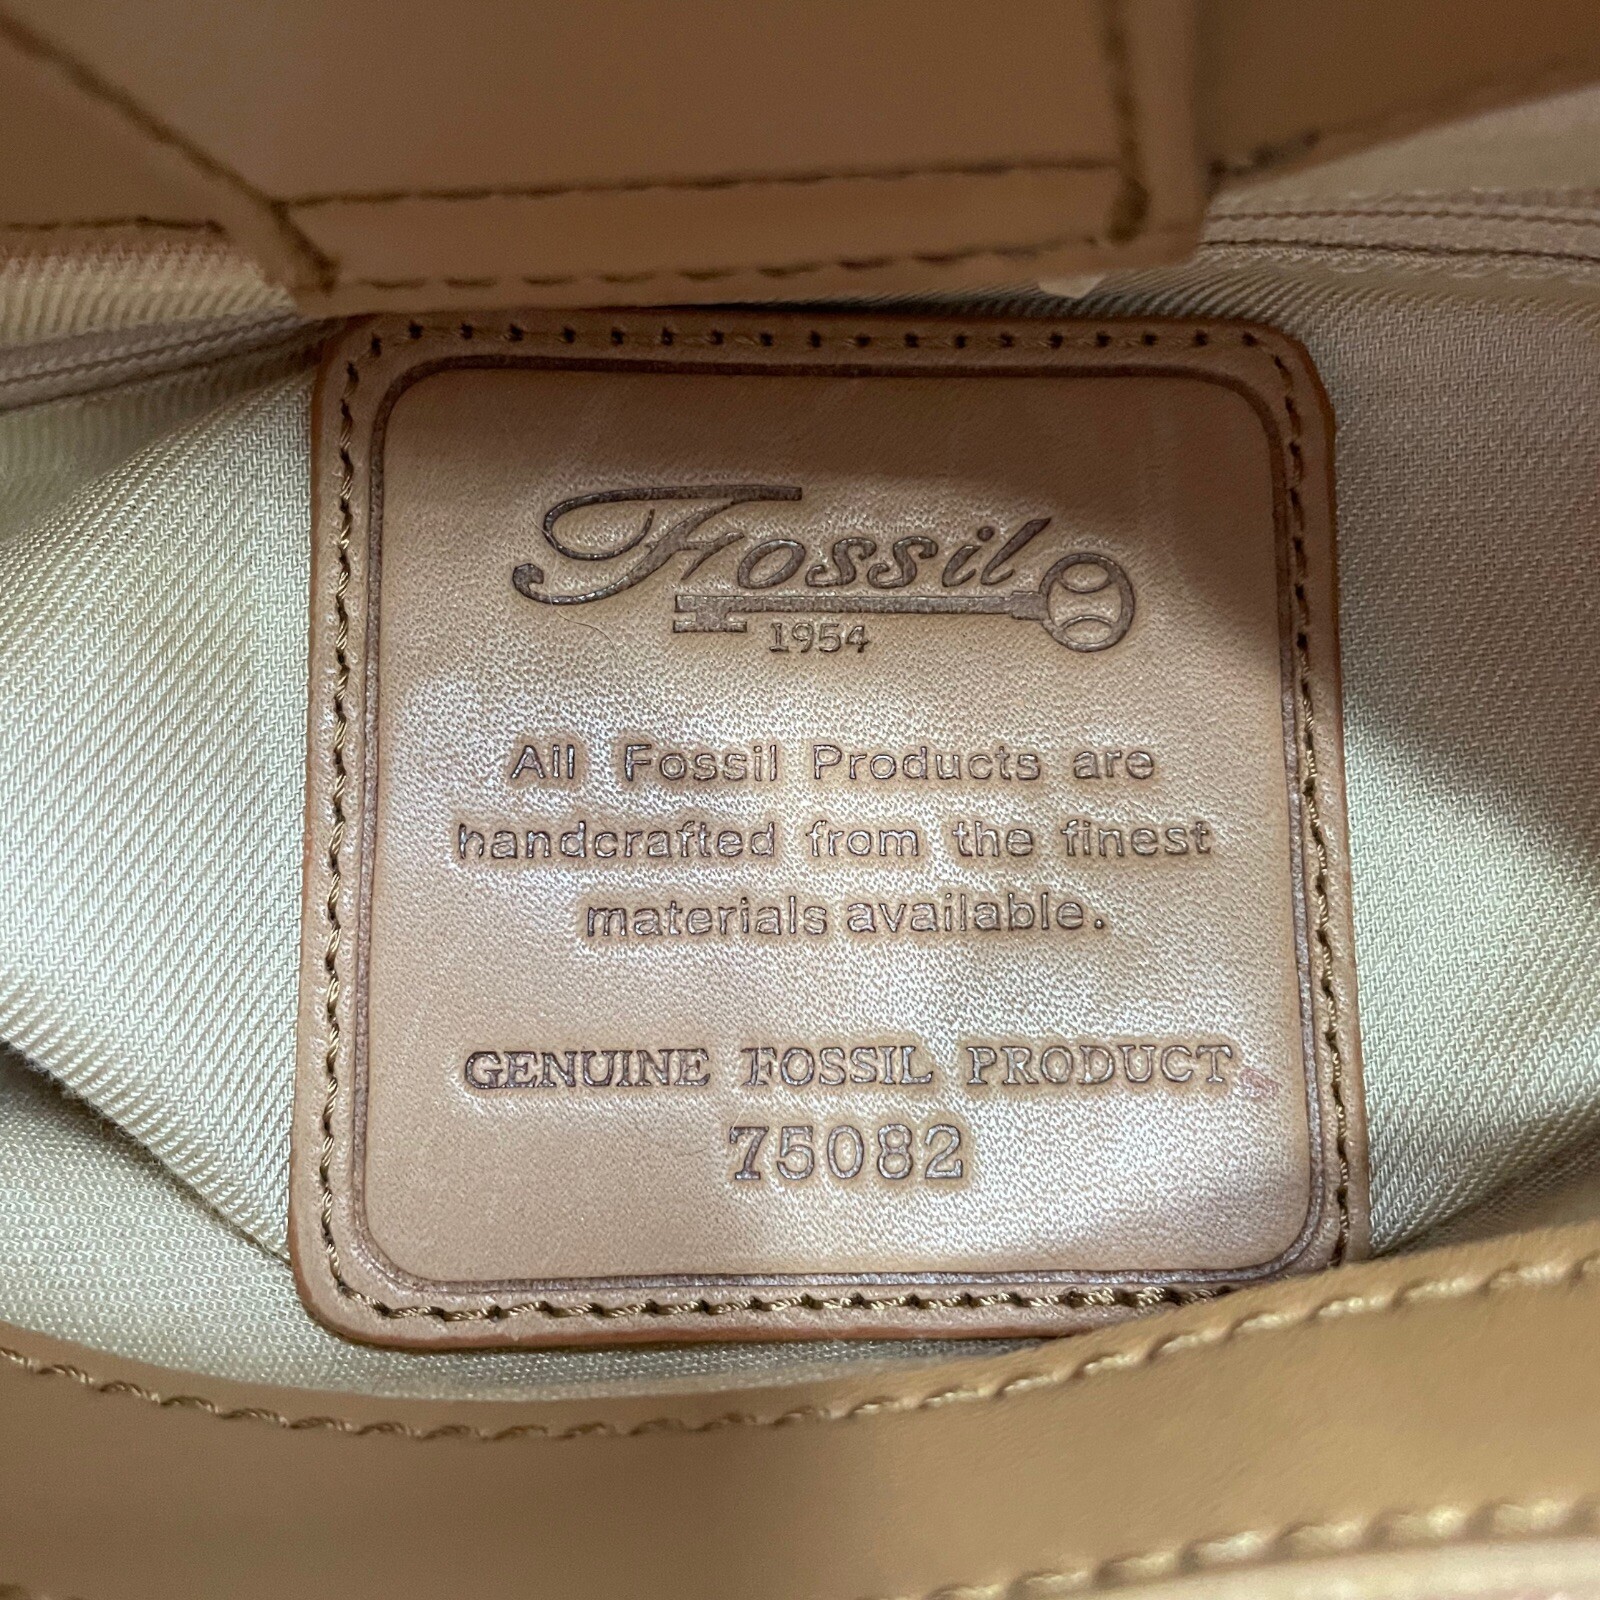 Fossil
1954
All Fossil Products are
handcrafted from the finest
materials available.
GENUINE FOSSIL PRODUCT
75082